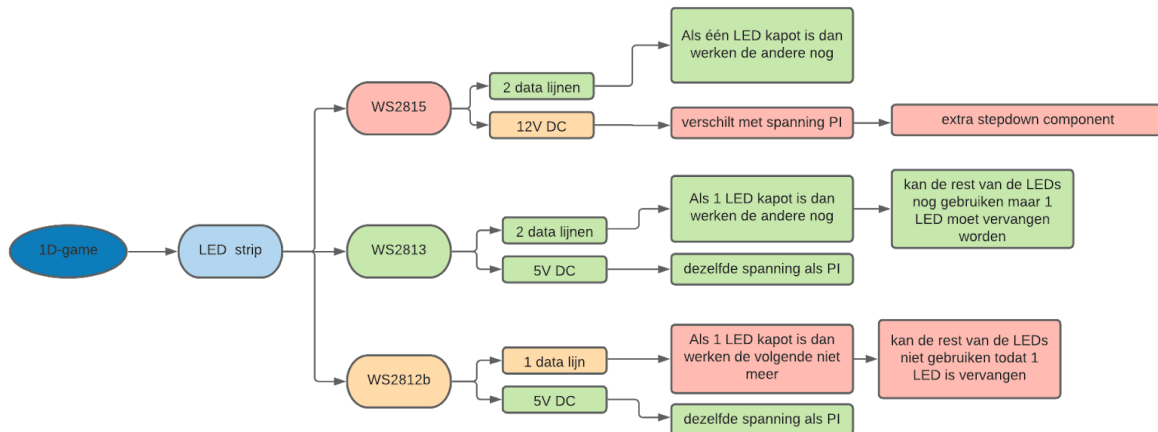 1D-game
LED strip
WS2815
2 data lijnen
Als één LED kapot is dan
werken de andere nog
12V DC
verschilt met spanning PI
extra stepdown component
WS2813
2 data lijnen
Als 1 LED kapot is dan
werken de andere nog
kan de rest van de LEDs
nog gebruiken maar 1
LED moet vervangen
worden
5V DC
dezelfde spanning als PI
WS2812b
1 data lijn
Als 1 LED kapot is dan
werken de volgende niet
meer
kan de rest van de LEDs
niet gebruiken todat 1
LED is vervangen
5V DC
dezelfde spanning als PI